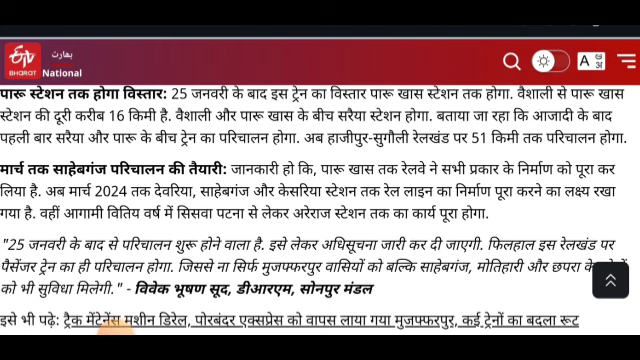 ETV
BHARAT
بھارت
National
A अ
पारू स्टेशन तक होगा विस्तार: 25 जनवरी के बाद इस ट्रेन का विस्तार पारू खास स्टेशन तक होगा. वैशाली से पारू खास
स्टेशन की दूरी करीब 16 किमी है. वैशाली और पारू खास के बीच सरैया स्टेशन होगा. बताया जा रहा कि आजादी के बाद
पहली बार सरैया और पारू के बीच ट्रेन का परिचालन होगा. अब हाजीपुर-सुगौली रेलखंड पर 51 किमी तक परिचालन होगा.
मार्च तक साहेबगंज परिचालन की तैयारी: जानकारी हो कि, पारू खास तक रेलवे ने सभी प्रकार के निर्माण को पूरा कर
लिया है. अब मार्च 2024 तक देवरिया, साहेबगंज और केसरिया स्टेशन तक रेल लाइन का निर्माण पूरा करने का लक्ष्य रखा
गया है. वहीं आगामी वितिय वर्ष में सिसवा पटना से लेकर अरेराज स्टेशन तक का कार्य पूरा होगा.
"25 जनवरी के बाद से परिचालन शुरू होने वाला है. इसे लेकर अधिसूचना जारी कर दी जाएगी. फिलहाल इस रेलखंड पर
पैसेंजर ट्रेन का ही परिचालन होगा. जिससे ना सिर्फ मुजफ्फरपुर वासियों को बल्कि साहेबगंज, मोतिहारी और छपरा के
को भी सुविधा मिलेगी." - विवेक भूषण सूद, डीआरएम, सोनपुर मंडल
इसे भी पढ़े: ट्रैक मेंटेनेंस मशीन डिरेल, पोरबंदर एक्सप्रेस को वापस लाया गया मुजफ्फरपुर, कई ट्रेनों का बदला रूट